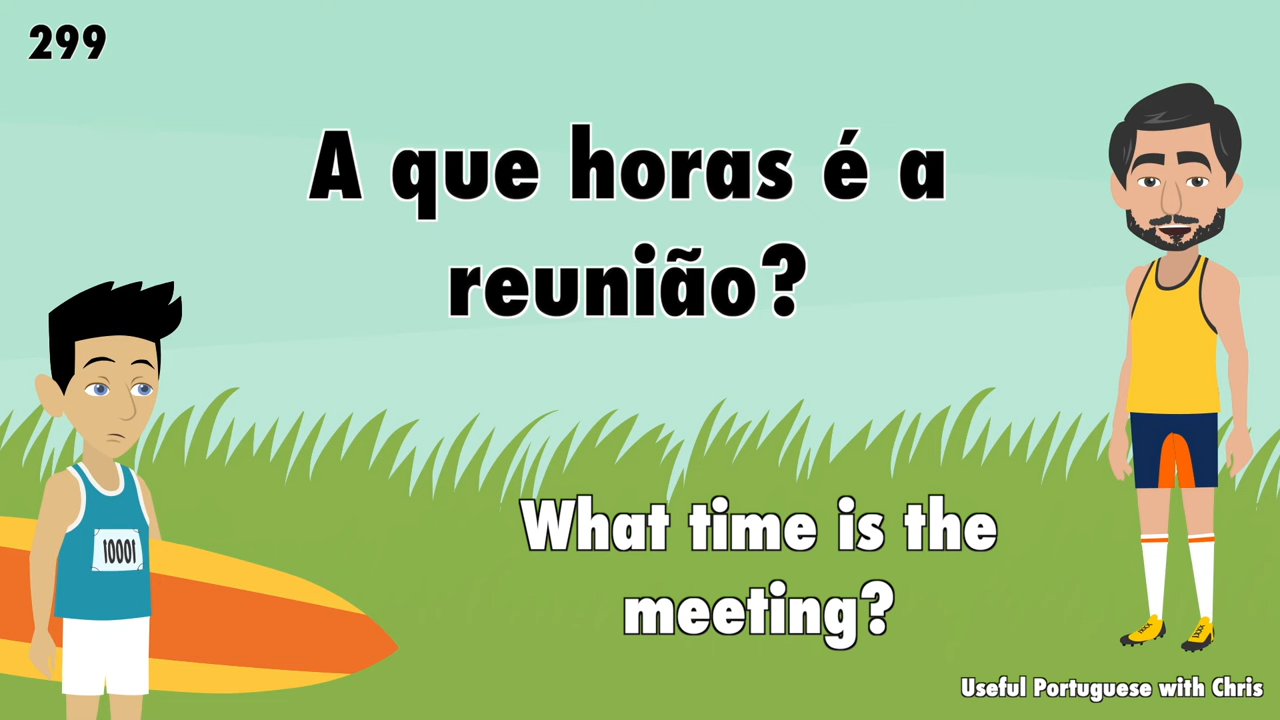 299
A que horas é a
reunião?
What time is the
meeting?
10001
Useful Portuguese with Chris